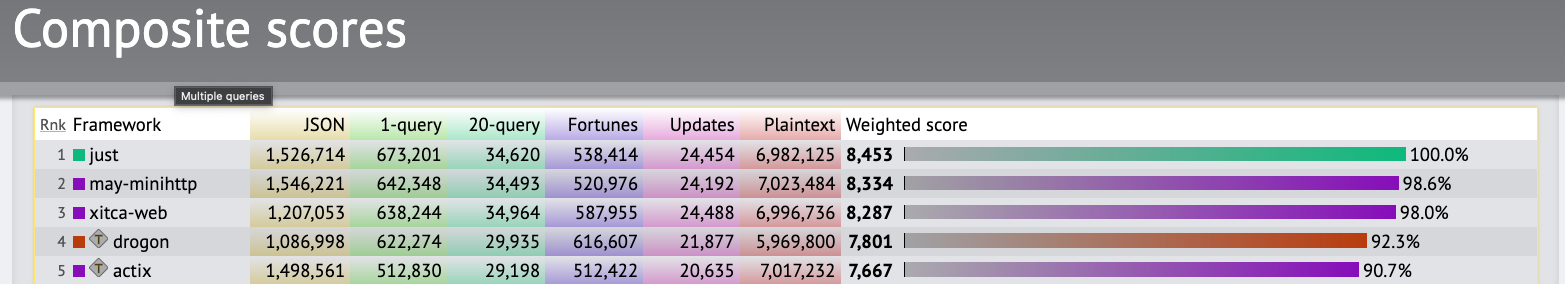 Composite scores
Multiple queries
Rnk Framework JSON 1-query 20-query Fortunes Updates Plaintext Weighted score
1 just 1,526,714 673,201 34,620 538,414 24,454 6,982,125 8,453 100.0%
2 may-minihttp 1,546,221 642,348 34,493 520,976 24,192 7,023,484 8,334 98.6%
3 xitca-web 1,207,053 638,244 34,964 587,955 24,488 6,996,736 8,287 98.0%
4 T drogon 1,086,998 622,274 29,935 616,607 21,877 5,969,800 7,801 92.3%
5 T actix 1,498,561 512,830 29,198 512,422 20,635 7,017,232 7,667 90.7%